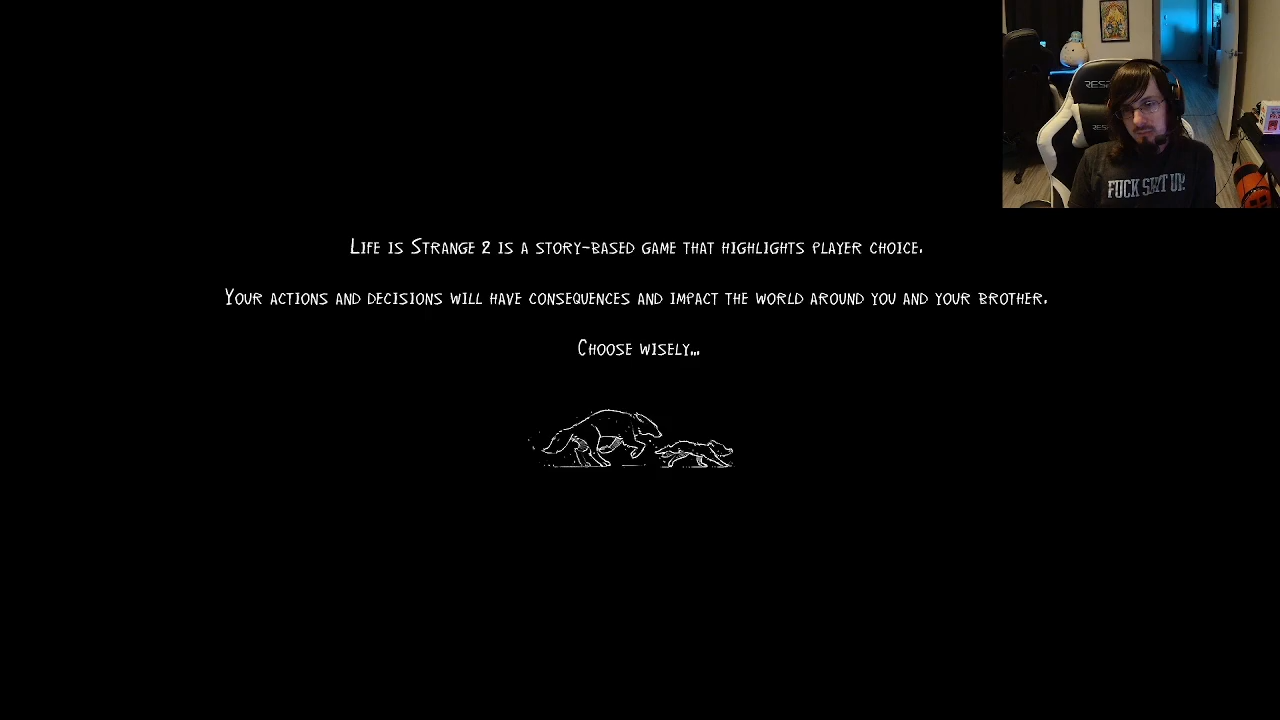 Life is Strange 2 is a story-based game that highlights player choice.
Your actions and decisions will have consequences and impact the world around you and your brother.
Choose wisely...
FUCK SHIT UP!